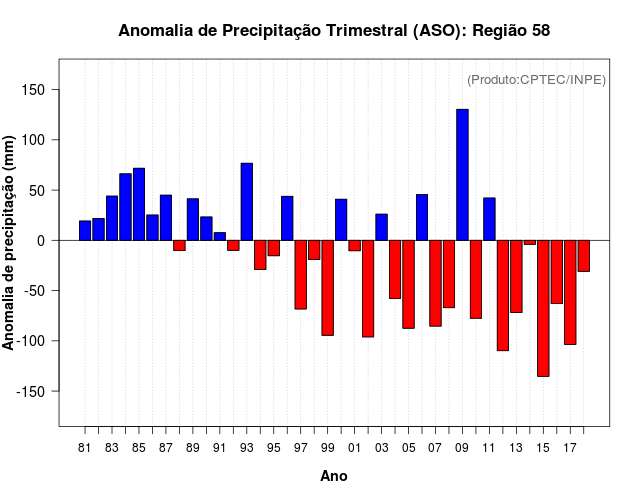 Anomalia de Precipitação Trimestral (ASO): Região 58
(Produto:CPTEC/INPE)
Anomalia de precipitação (mm)
150
100
50
0
-50
-100
-150
81 83 85 87 89 91 93 95 97 99 01 03 05 07 09 11 13 15 17
Ano